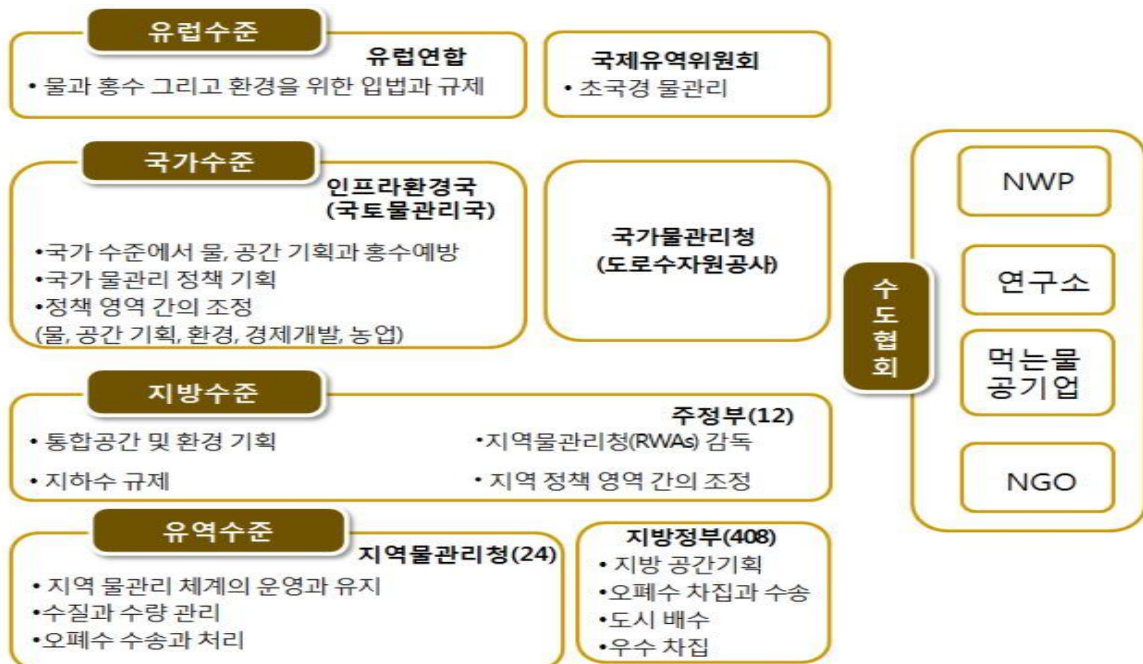 유럽수준
유럽연합
• 물과 홍수 그리고 환경을 위한 입법과 규제
국제유역위원회
• 초국경 물관리
국가수준
인프라환경국
(국토물관리국)
•국가 수준에서 물, 공간 기획과 홍수예방
•국가 물관리 정책 기획
•정책 영역 간의 조정
(물, 공간 기획, 환경, 경제개발, 농업)
국가물관리청
(도로수자원공사)
지방수준
주정부(12)
• 통합공간 및 환경 기획
•지역물관리청(RWAs) 감독
• 지하수 규제
• 지역 정책 영역 간의 조정
유역수준
지역물관리청(24)
• 지역 물관리 체계의 운영과 유지
•수질과 수량 관리
•오폐수 수송과 처리
지방정부(408)
• 지방 공간기획
•오폐수 차집과 수송
•도시 배수
•우수 차집
수
도
협
회
NWP
연구소
먹는물
공기업
NGO